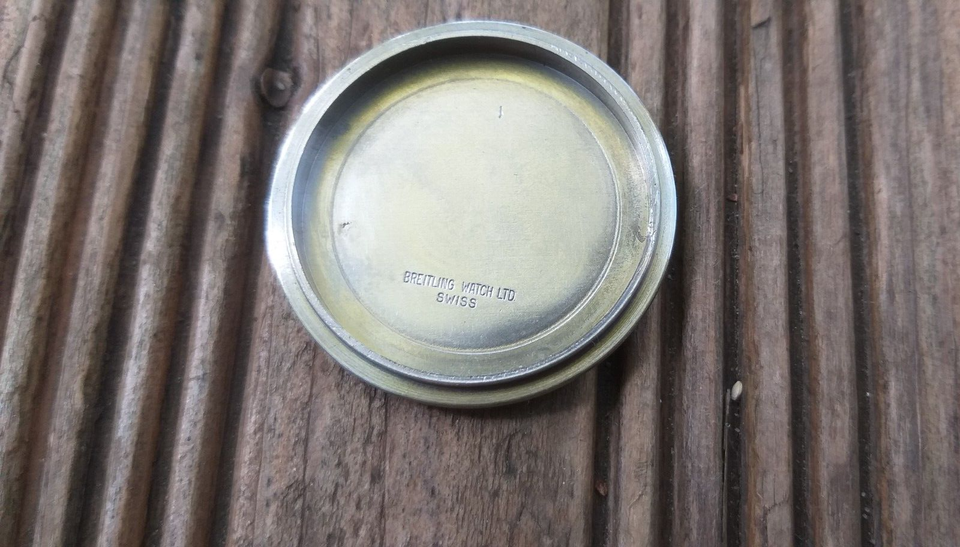 BREITLING WATCH LTD
SWISS